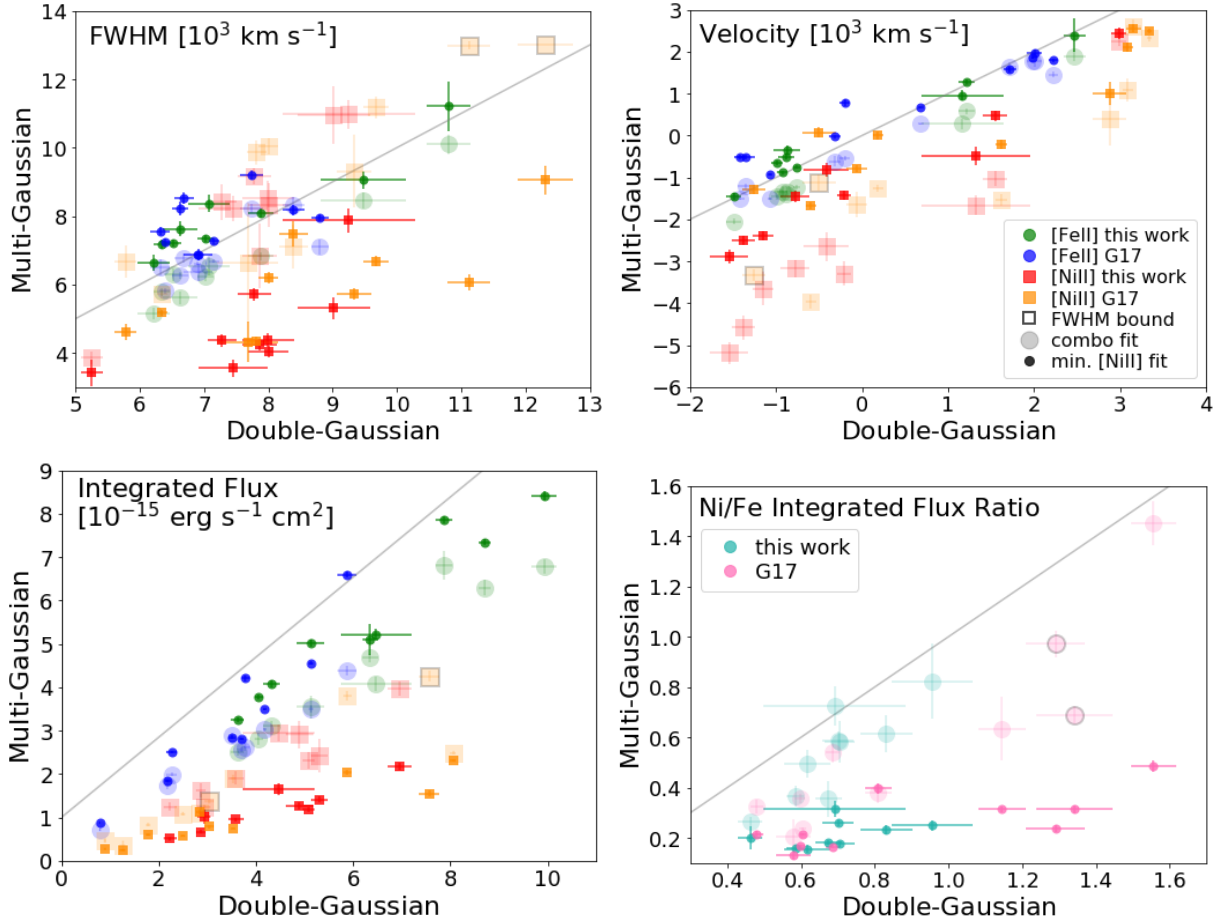 FWHM [10³ km s⁻¹]
Multi-Gaussian
14
12
10
8
6
4
5 6 7 8 9 10 11 12 13
Double-Gaussian
Velocity [10³ km s⁻¹]
Multi-Gaussian
3
2
1
0
−1
−2
−3
−4
−5
−6
−2 −1 0 1 2 3 4
Double-Gaussian
[FeII] this work
[FeII] G17
[NiII] this work
[NiII] G17
FWHM bound
combo fit
min. [NiII] fit
Integrated Flux
[10⁻¹⁵ erg s⁻¹ cm²]
Multi-Gaussian
9
8
7
6
5
4
3
2
1
0
0 2 4 6 8 10
Double-Gaussian
Ni/Fe Integrated Flux Ratio
this work
G17
Multi-Gaussian
1.6
1.4
1.2
1.0
0.8
0.6
0.4
0.2
0.4 0.6 0.8 1.0 1.2 1.4 1.6
Double-Gaussian